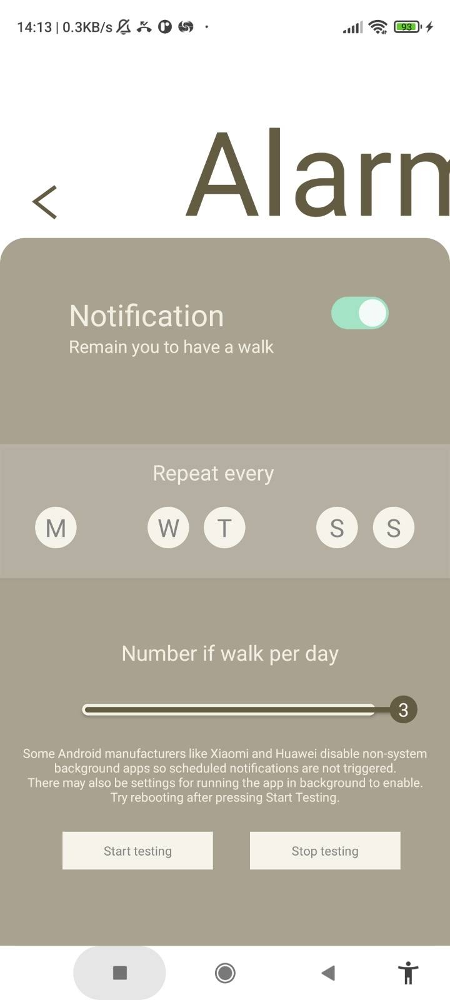 14:13 | 0.3KB/s 93
Alarm
Notification
Remain you to have a walk
Repeat every
M W T S S
Number if walk per day
3
Some Android manufacturers like Xiaomi and Huawei disable non-system
background apps so scheduled notifications are not triggered.
There may also be settings for running the app in background to enable.
Try rebooting after pressing Start Testing.
Start testing Stop testing